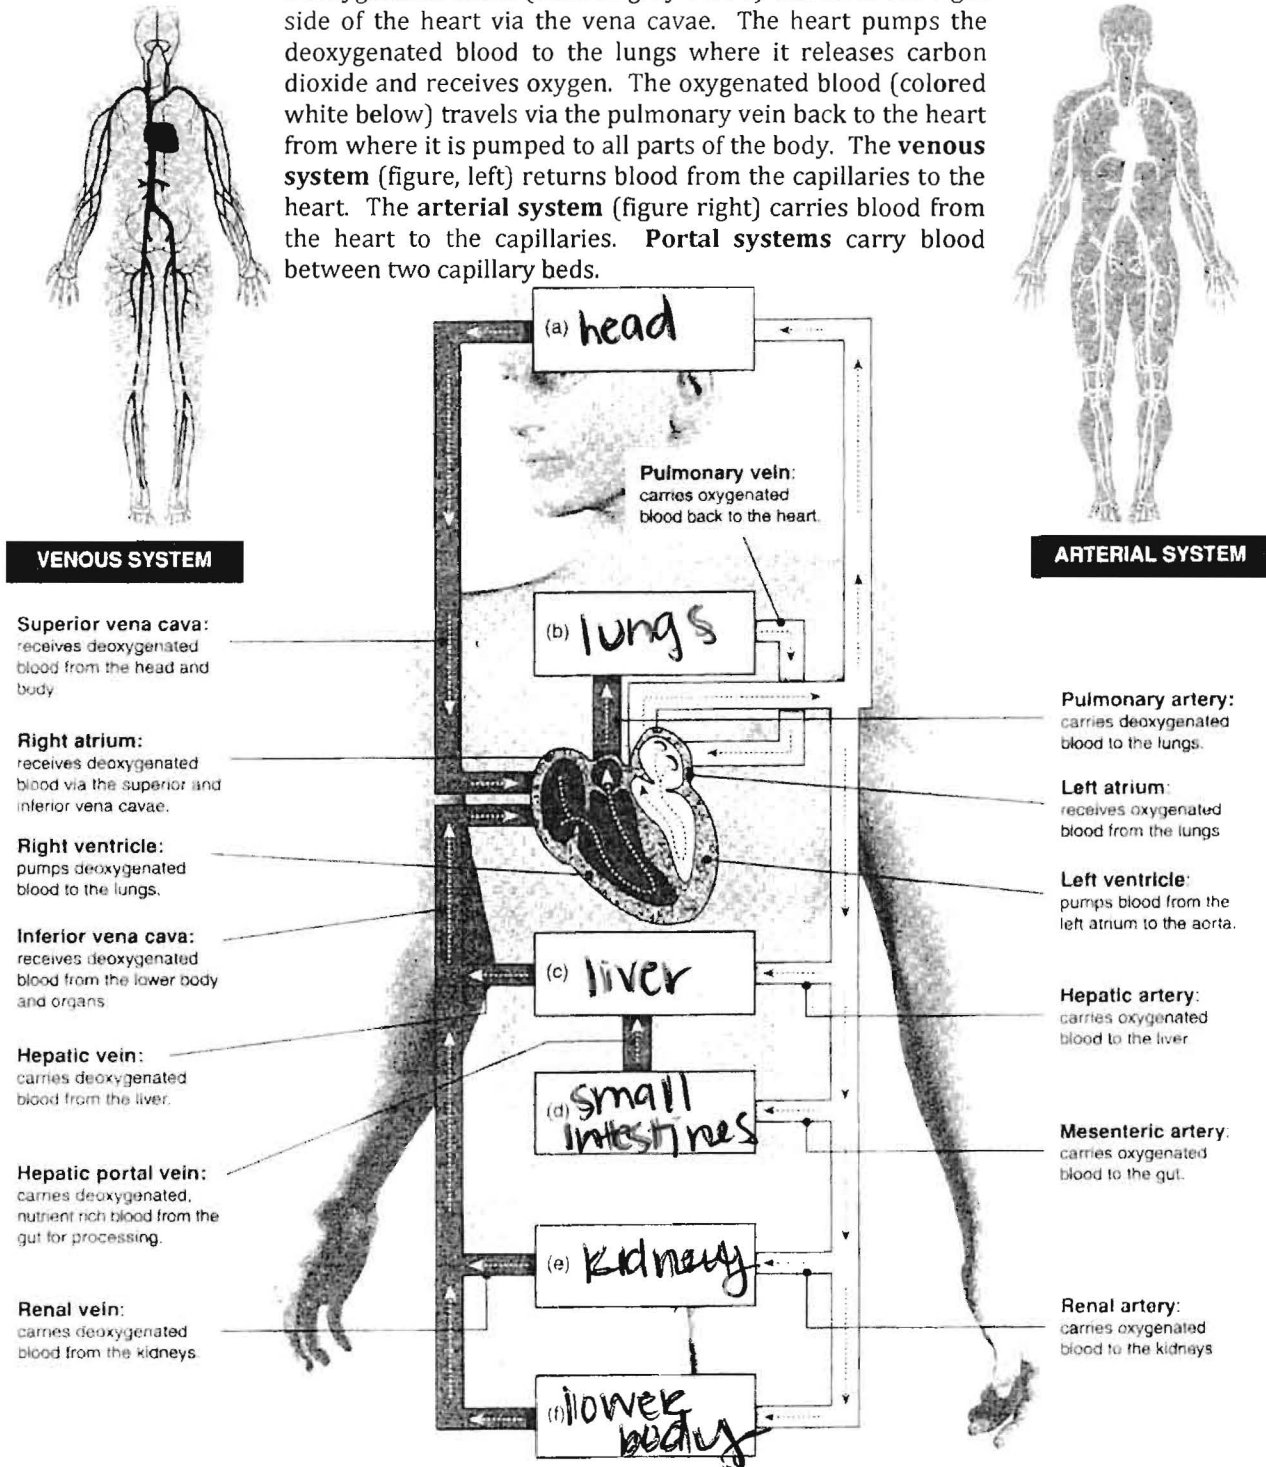 side of the heart via the vena cavae. The heart pumps the
deoxygenated blood to the lungs where it releases carbon
dioxide and receives oxygen. The oxygenated blood (colored
white below) travels via the pulmonary vein back to the heart
from where it is pumped to all parts of the body. The venous
system (figure, left) returns blood from the capillaries to the
heart. The arterial system (figure right) carries blood from
the heart to the capillaries. Portal systems carry blood
between two capillary beds.
(a) head
Pulmonary vein:
carries oxygenated
blood back to the heart.
VENOUS SYSTEM
ARTERIAL SYSTEM
(b) lungs
Superior vena cava:
receives deoxygenated
blood from the head and
body
Right atrium:
receives deoxygenated
blood via the superior and
inferior vena cavae.
Right ventricle:
pumps deoxygenated
blood to the lungs.
Inferior vena cava:
receives deoxygenated
blood from the lower body
and organs
Hepatic vein:
carries deoxygenated
blood from the liver.
Hepatic portal vein:
carries deoxygenated,
nutrient rich blood from the
gut for processing.
Renal vein:
carries deoxygenated
blood from the kidneys
(c) liver
(d) small
intestines
(e) kidney
(f) lower
body
Pulmonary artery:
carries deoxygenated
blood to the lungs.
Left atrium:
receives oxygenated
blood from the lungs
Left ventricle:
pumps blood from the
left atrium to the aorta.
Hepatic artery:
carries oxygenated
blood to the liver
Mesenteric artery:
carries oxygenated
blood to the gut.
Renal artery:
carries oxygenated
blood to the kidneys